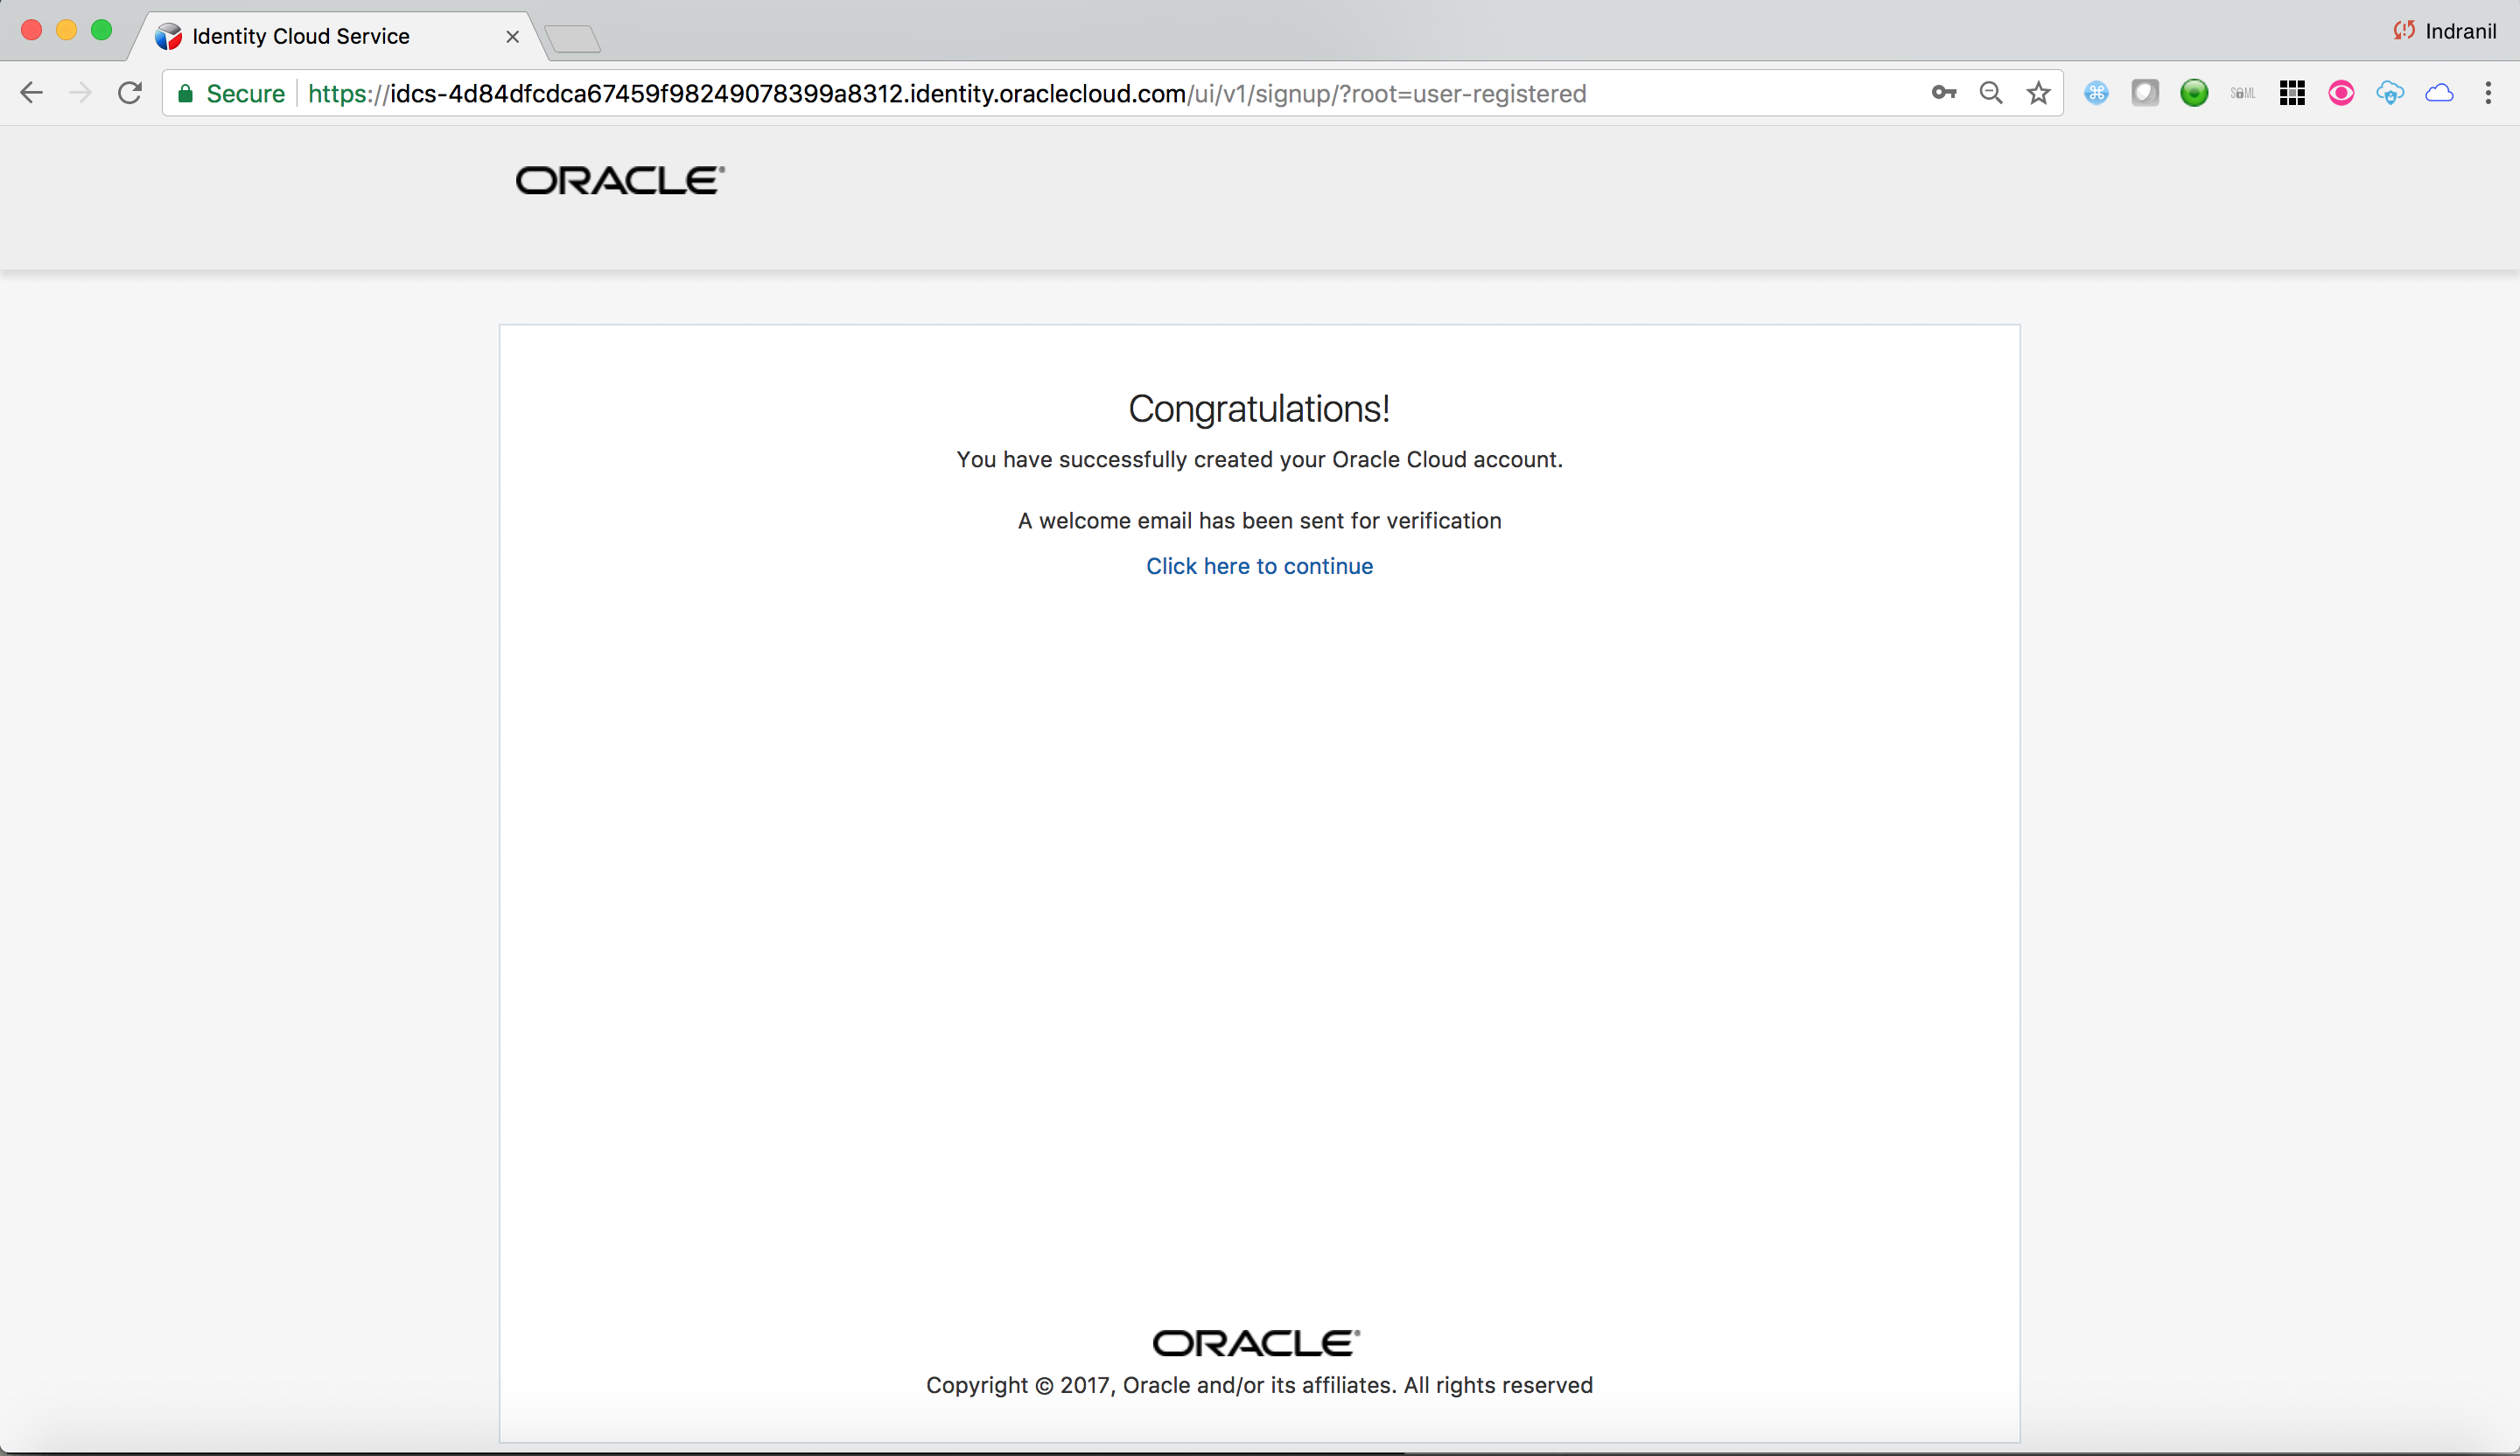 Identity Cloud Service
Indranil
Secure https://idcs-4d84dfcdca67459f98249078399a8312.identity.oraclecloud.com/ui/v1/signup/?root=user-registered
SAML
ORACLE®
Congratulations!
You have successfully created your Oracle Cloud account.
A welcome email has been sent for verification
Click here to continue
ORACLE®
Copyright © 2017, Oracle and/or its affiliates. All rights reserved